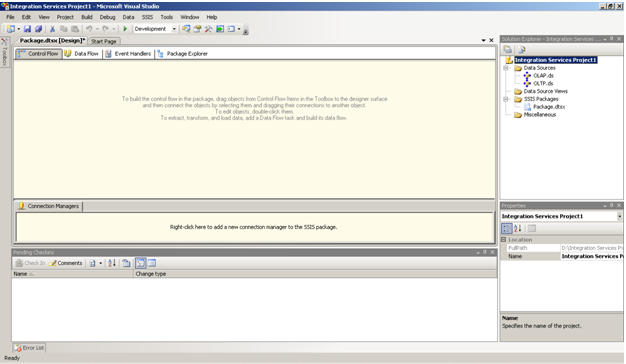 Integration Services Project1 - Microsoft Visual Studio
File Edit View Project Build Debug Data SSIS Tools Window Help
Development
Toolbox
Package.dtsx [Design]* Start Page
Control Flow Data Flow Event Handlers Package Explorer
To build the control flow in the package, drag objects from Control Flow Items in the Toolbox to the designer surface
and then connect the objects by selecting them and dragging their connections to another object.
To edit objects, double-click them.
To extract, transform, and load data, add a Data Flow task and build its data flow.
Connection Managers
Right-click here to add a new connection manager to the SSIS package.
Pending Checkins
Check In Comments
Name Change type
Error List
Ready
Solution Explorer - Integration Services ...
Integration Services Project1
Data Sources
OLAP.ds
OLTP.ds
Data Source Views
SSIS Packages
Package.dtsx
Miscellaneous
Properties
Integration Services Project1
Location
FullPath D:\Integration Services Pr
Name Integration Services P
Name
Specifies the name of the project.